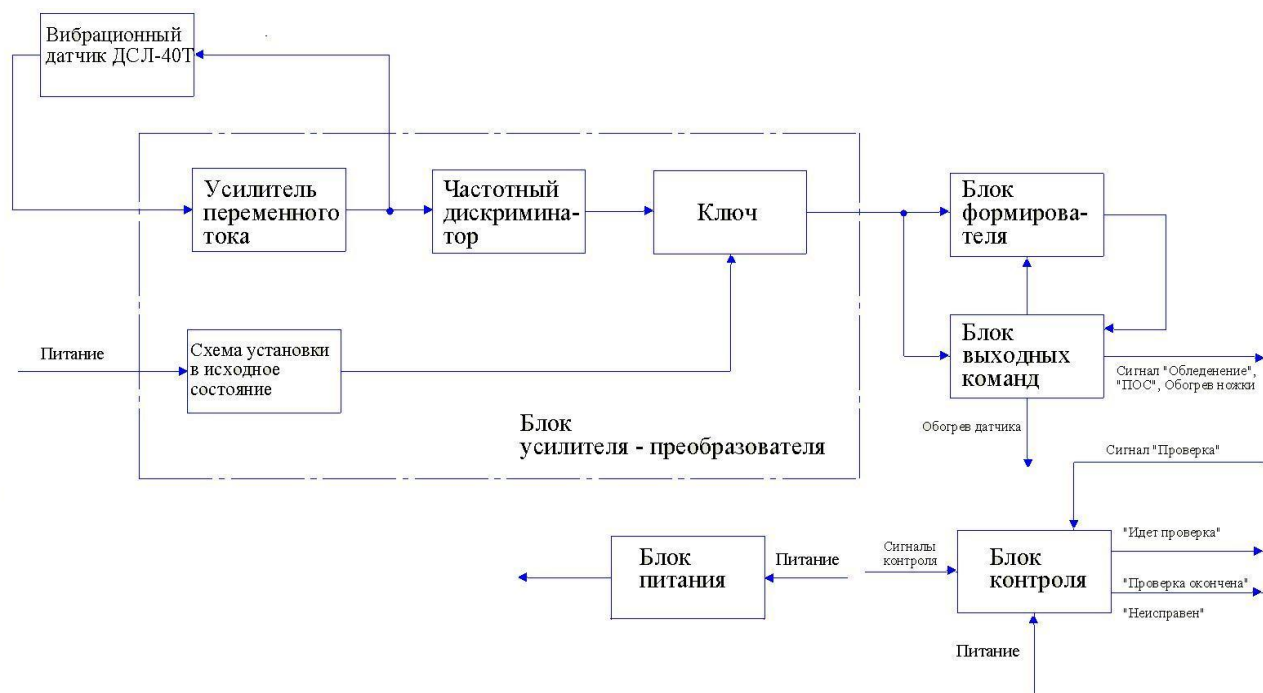 Вибрационный
датчик ДСЛ-40Т
Усилитель
переменного
тока
Частотный
дискримина-
тор
Ключ
Блок
формирова-
теля
Питание
Схема установки
в исходное
состояние
Блок
выходных
команд
Сигнал "Обледенение",
"ПОС", Обогрев ножки
Блок
усилителя - преобразователя
Обогрев датчика
Сигнал "Проверка"
Блок
питания
Питание
Сигналы
контроля
Блок
контроля
"Идет проверка"
"Проверка окончена"
"Неисправен"
Питание